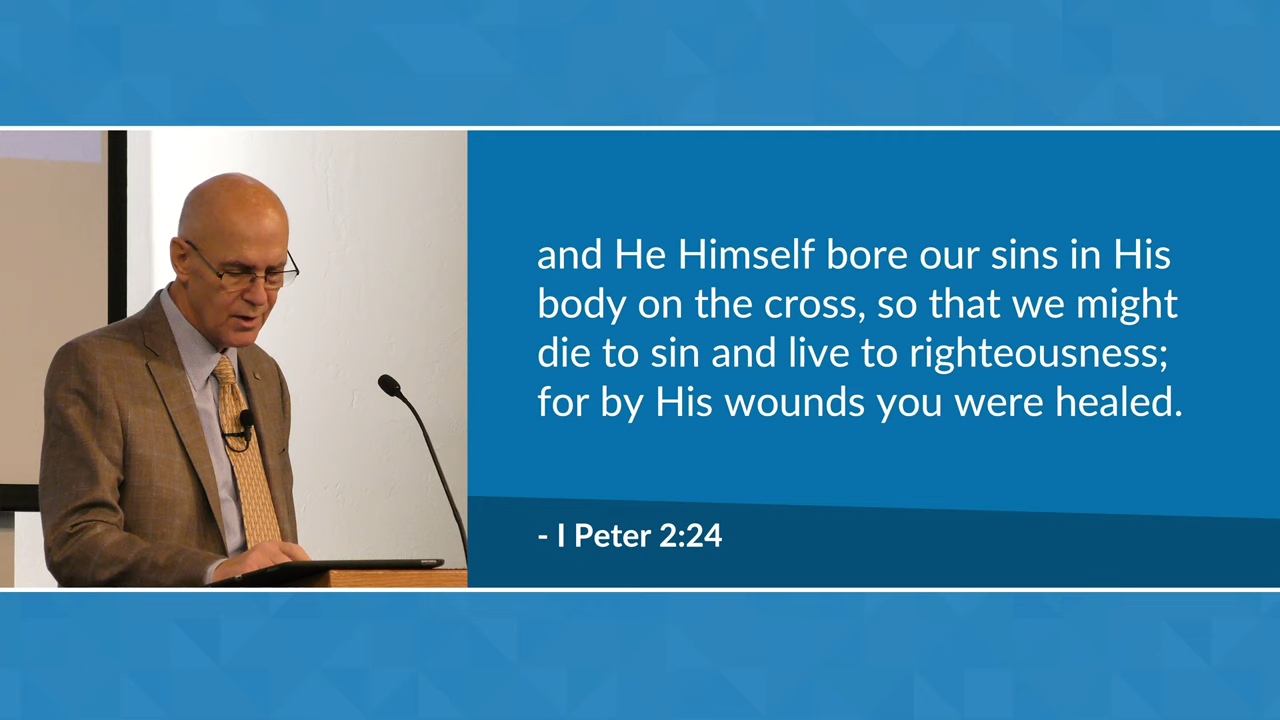 and He Himself bore our sins in His
body on the cross, so that we might
die to sin and live to righteousness;
for by His wounds you were healed.
- I Peter 2:24